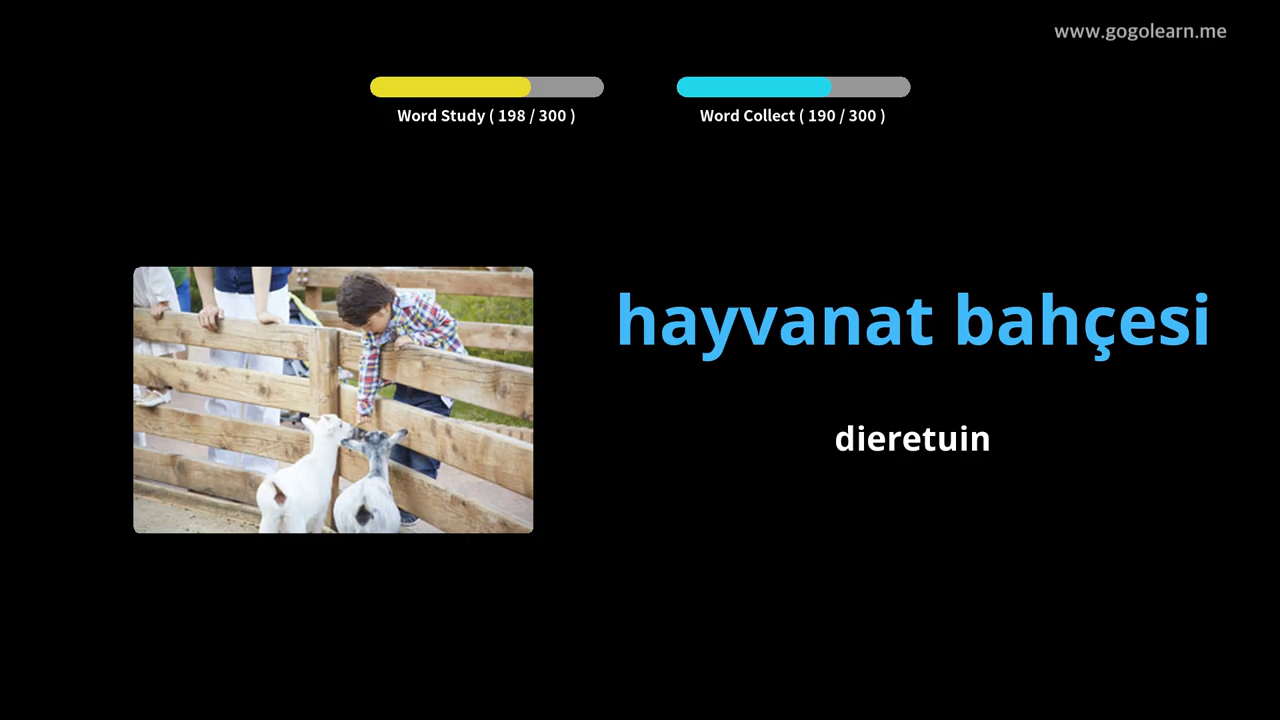 www.gogolearn.me
Word Study ( 198 / 300 )
Word Collect ( 190 / 300 )
hayvanat bahçesi
dieretuin